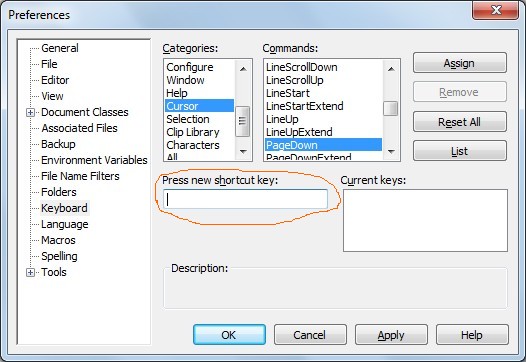 Preferences
General
File
Editor
View
Document Classes
Associated Files
Backup
Environment Variables
File Name Filters
Folders
Keyboard
Language
Macros
Spelling
Tools
Categories:
Configure
Window
Help
Cursor
Selection
Clip Library
Characters
All
Commands:
LineScrollDown
LineScrollUp
LineStart
LineStartExtend
LineUp
LineUpExtend
PageDown
PageDownExtend
Assign
Remove
Reset All
List
Press new shortcut key:
Current keys:
Description:
OK
Cancel
Apply
Help